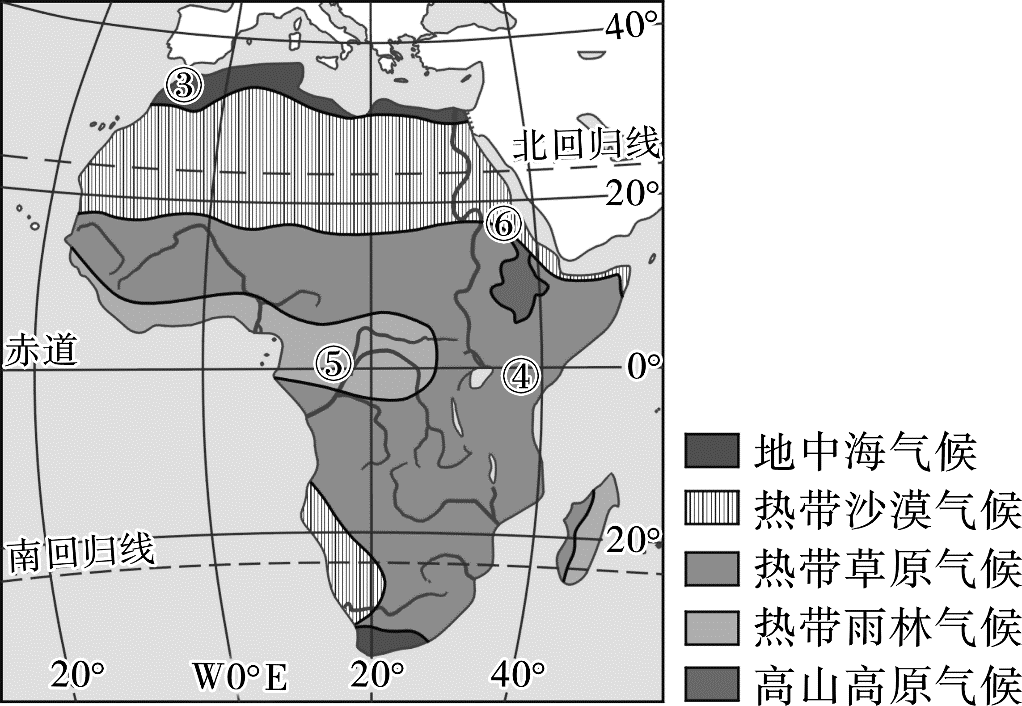 40°
③
北回归线
20°
⑥
赤道
⑤
④
0°
南回归线
20°
20°
W0°E
20°
40°
地中海气候
热带沙漠气候
热带草原气候
热带雨林气候
高山高原气候